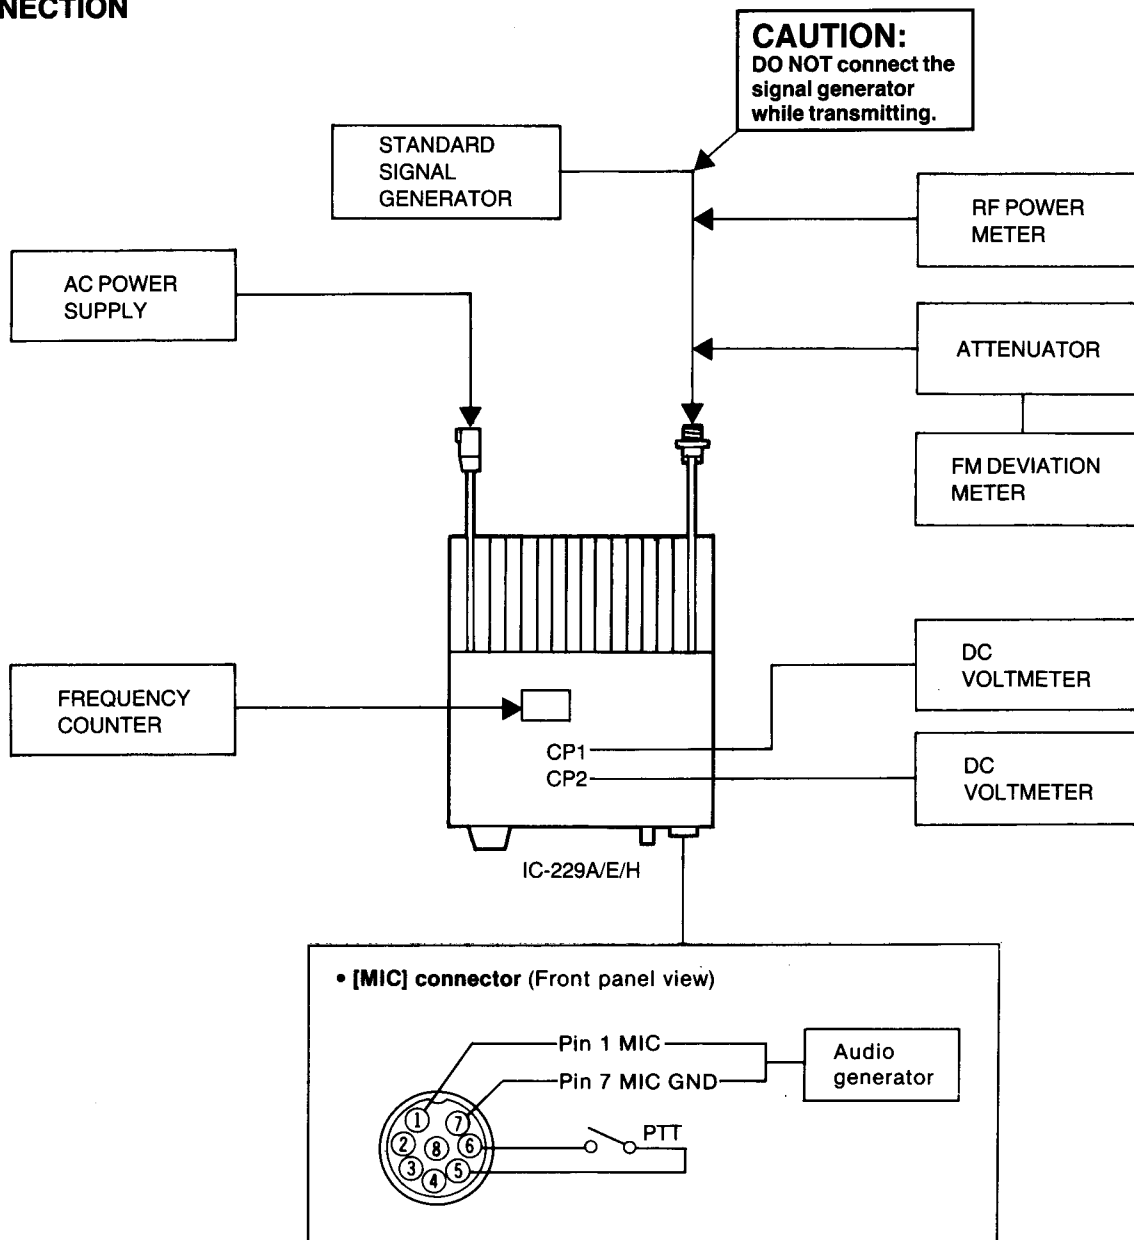 NECTION
CAUTION:
DO NOT connect the
signal generator
while transmitting.
STANDARD
SIGNAL
GENERATOR
RF POWER
METER
AC POWER
SUPPLY
ATTENUATOR
FM DEVIATION
METER
DC
VOLTMETER
FREQUENCY
COUNTER
CP1
CP2
DC
VOLTMETER
IC-229A/E/H
• [MIC] connector (Front panel view)
Pin 1 MIC
Audio
generator
Pin 7 MIC GND
PTT
1
7
2
8
6
3
5
4